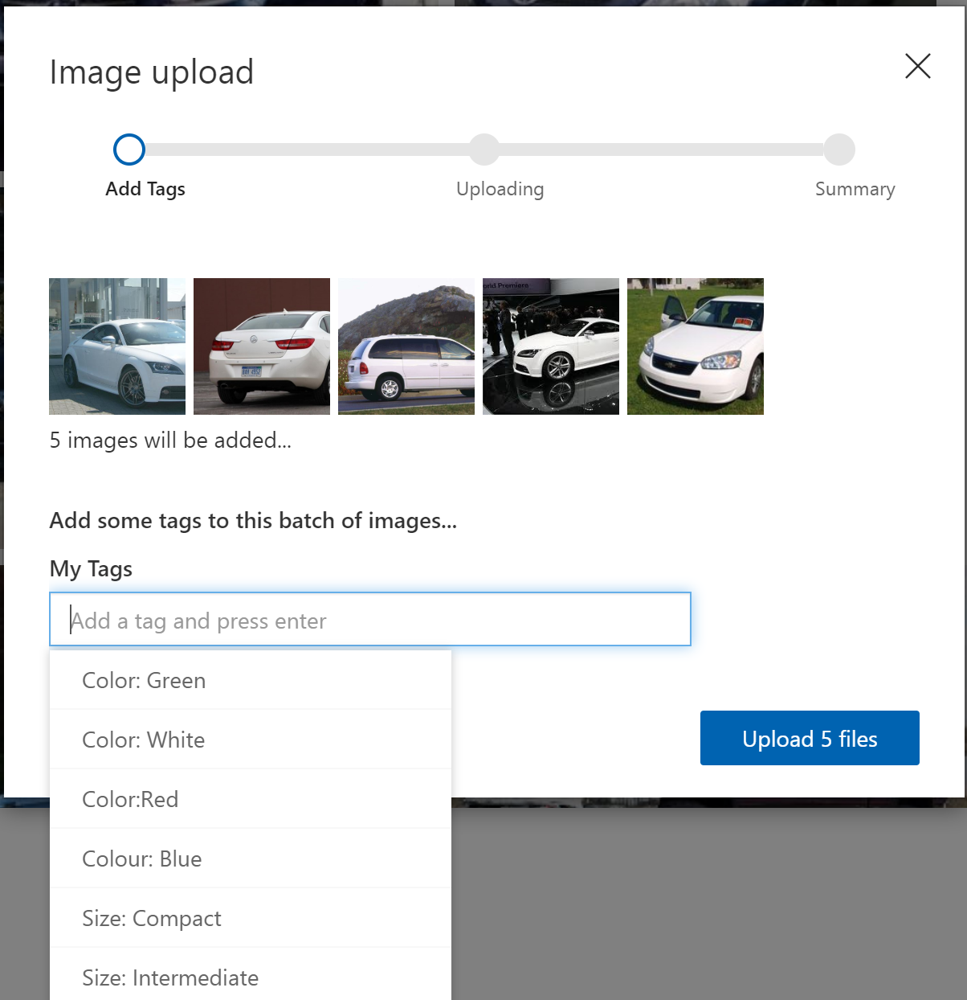 Image upload
Add Tags
Uploading
Summary
World Premiere
5 images will be added...
Add some tags to this batch of images...
My Tags
Add a tag and press enter
Color: Green
Color: White
Upload 5 files
Color:Red
Colour: Blue
Size: Compact
Size: Intermediate